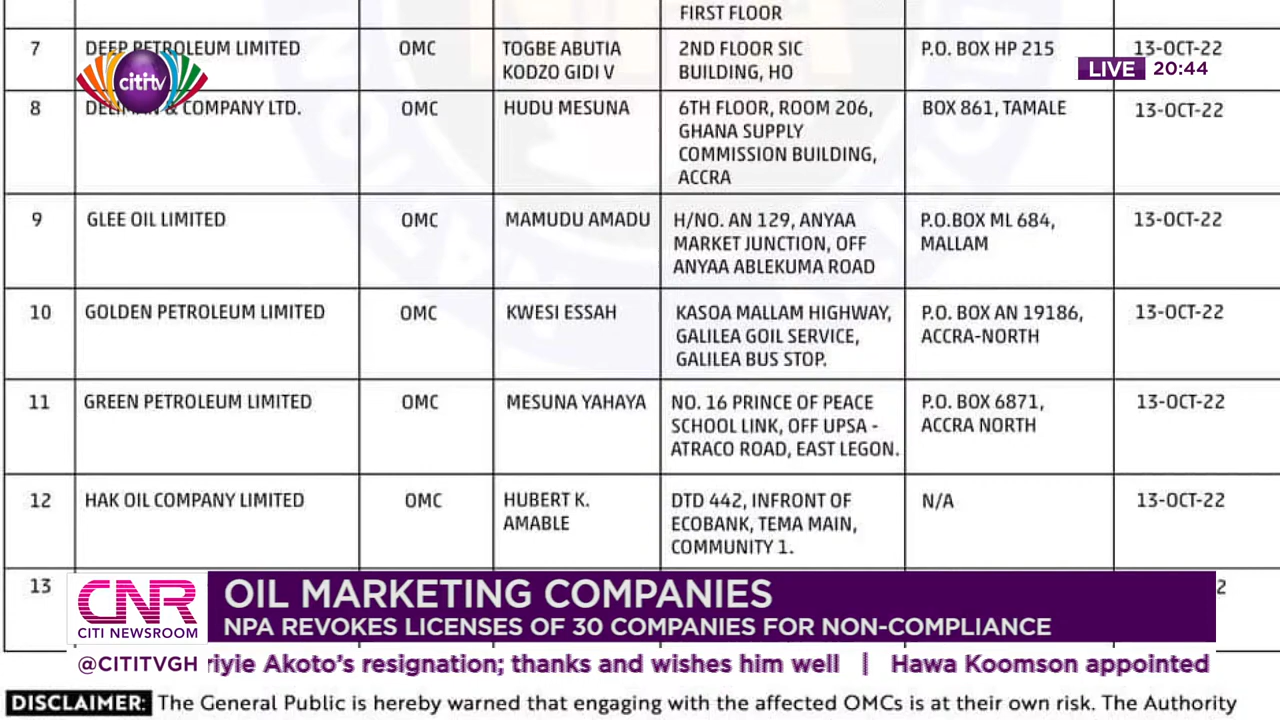 FIRST FLOOR
7 DEEP PETROLEUM LIMITED OMC TOGBE ABUTIA 2ND FLOOR SIC P.O. BOX HP 215 13-OCT-22
KODZO GIDI V BUILDING, HO
cititv
LIVE 20:44
8 & COMPANY LTD. OMC HUDU MESUNA 6TH FLOOR, ROOM 206, BOX 861, TAMALE 13-OCT-22
GHANA SUPPLY
COMMISSION BUILDING,
ACCRA
9 GLEE OIL LIMITED OMC MAMUDU AMADU H/NO. AN 129, ANYAA P.O.BOX ML 684, 13-OCT-22
MARKET JUNCTION, OFF MALLAM
ANYAA ABLEKUMA ROAD
10 GOLDEN PETROLEUM LIMITED OMC KWESI ESSAH KASOA MALLAM HIGHWAY, P.O. BOX AN 19186, 13-OCT-22
GALILEA GOIL SERVICE, ACCRA-NORTH
GALILEA BUS STOP.
11 GREEN PETROLEUM LIMITED OMC MESUNA YAHAYA NO. 16 PRINCE OF PEACE P.O. BOX 6871, 13-OCT-22
SCHOOL LINK, OFF UPSA - ACCRA NORTH
ATRACO ROAD, EAST LEGON.
12 HAK OIL COMPANY LIMITED OMC HUBERT K. DTD 442, INFRONT OF N/A 13-OCT-22
AMABLE ECOBANK, TEMA MAIN,
COMMUNITY 1.
13
CNR
CITI NEWSROOM
OIL MARKETING COMPANIES
NPA REVOKES LICENSES OF 30 COMPANIES FOR NON-COMPLIANCE
@CITITVGH riyie Akoto's resignation; thanks and wishes him well | Hawa Koomson appointed
DISCLAIMER: The General Public is hereby warned that engaging with the affected OMCs is at their own risk. The Authority